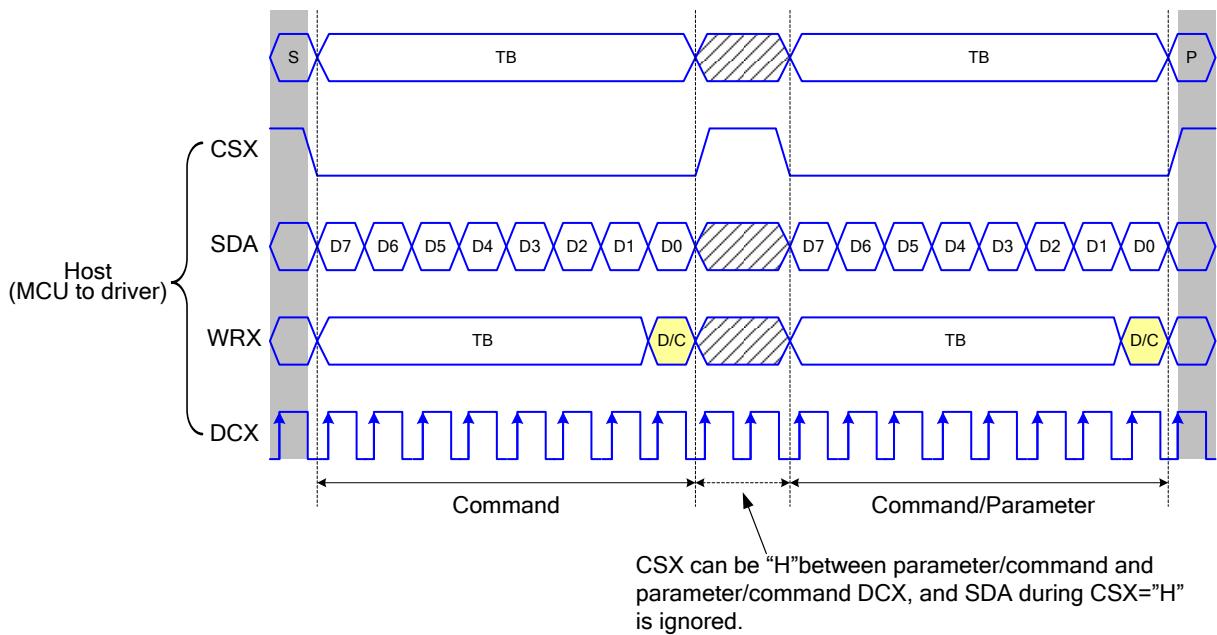 S TB TB P
CSX
SDA D7 D6 D5 D4 D3 D2 D1 D0 D7 D6 D5 D4 D3 D2 D1 D0
Host
(MCU to driver)
WRX TB D/C TB D/C
DCX
Command Command/Parameter
CSX can be “H”between parameter/command and
parameter/command DCX, and SDA during CSX=”H”
is ignored.